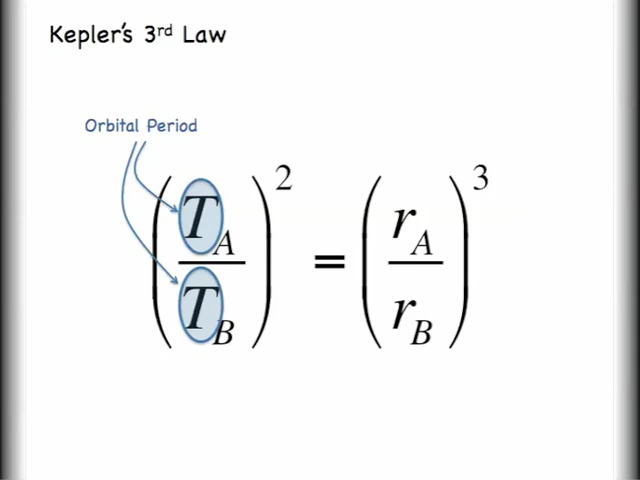 Kepler's 3rd Law
Orbital Period
(T_A / T_B)^2 = (r_A / r_B)^3